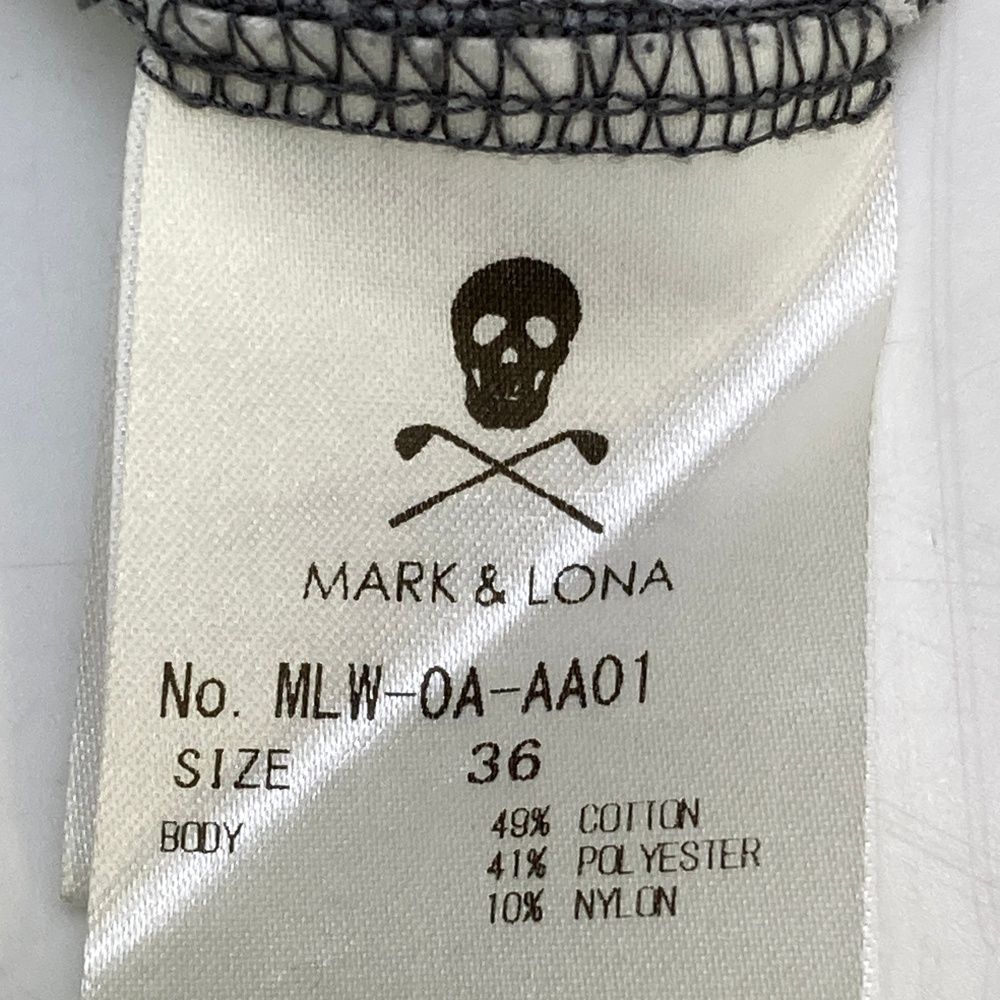 MARK & LONA
No. MLW-0A-AA01
SIZE 36
BODY 49% COTTON
41% POLYESTER
10% NYLON